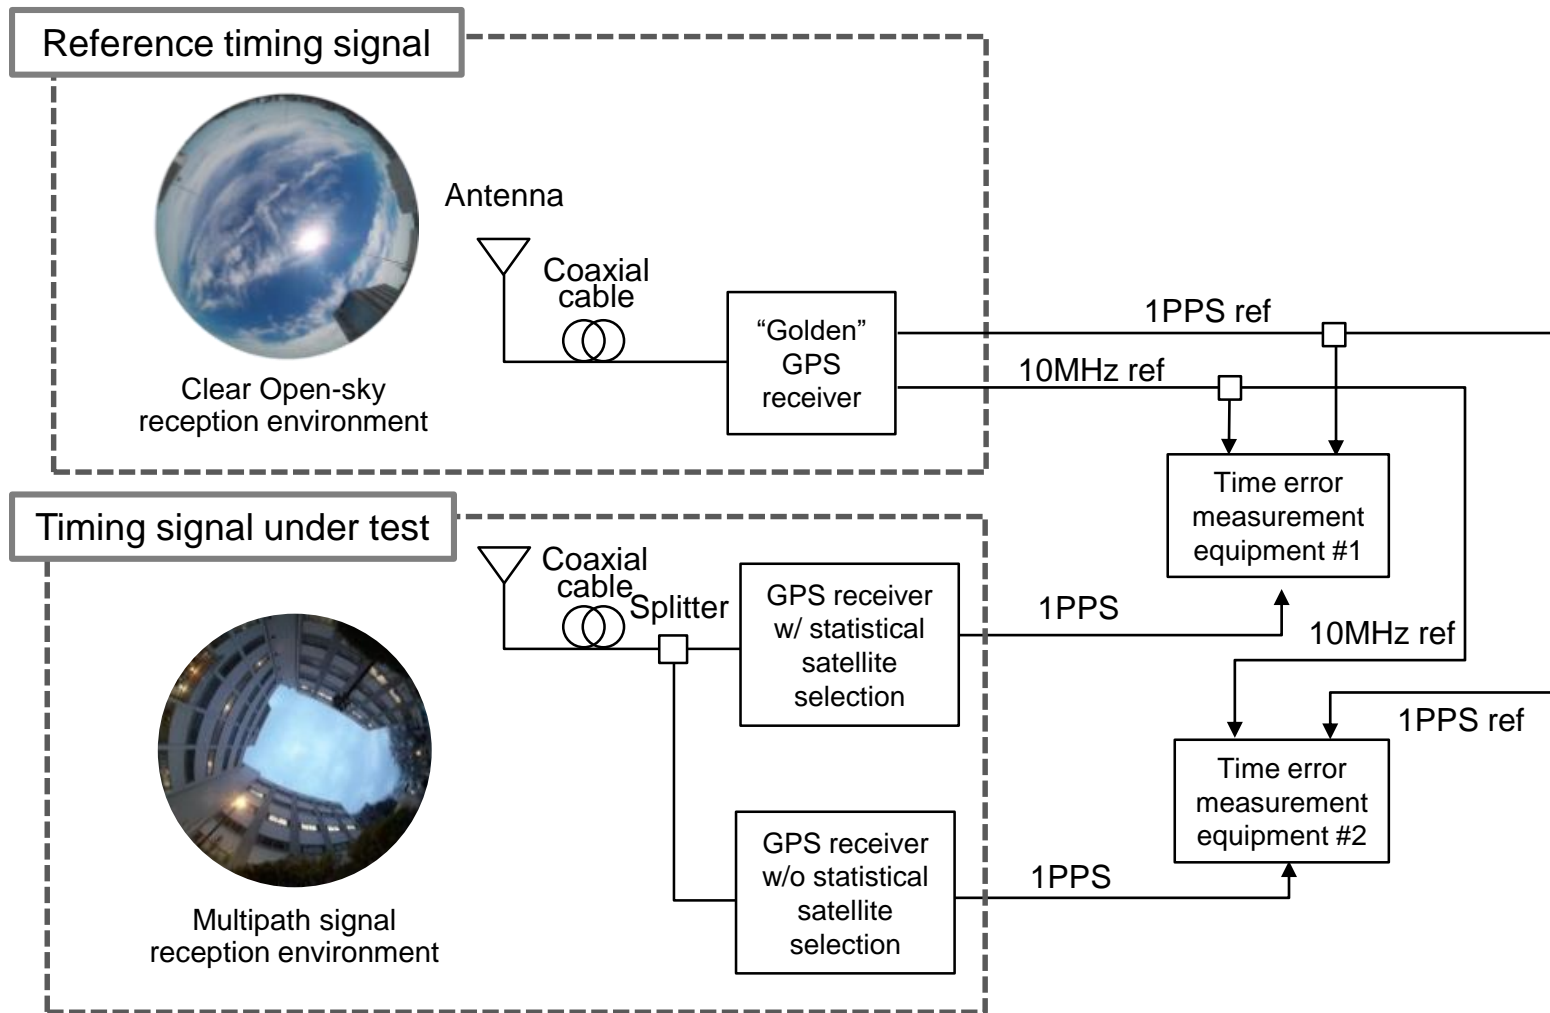 Reference timing signal
Antenna
Coaxial
cable
“Golden”
GPS
receiver
Clear Open-sky
reception environment
1PPS ref
10MHz ref
Time error
measurement
equipment #1
Timing signal under test
Coaxial
cable
Splitter
GPS receiver
w/ statistical
satellite
selection
1PPS
10MHz ref
1PPS ref
Time error
measurement
equipment #2
GPS receiver
w/o statistical
satellite
selection
1PPS
Multipath signal
reception environment